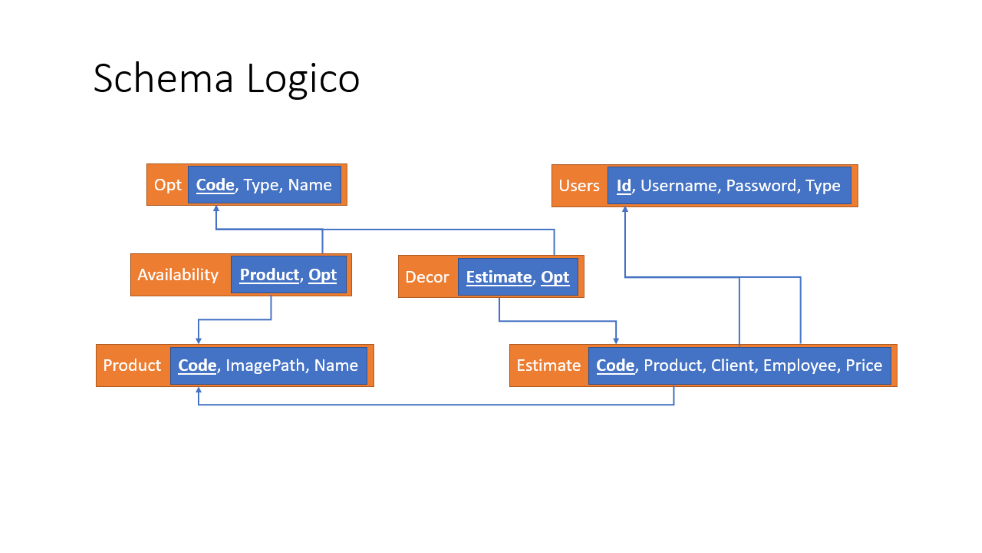 Schema Logico
Opt Code, Type, Name
Users Id, Username, Password, Type
Availability Product, Opt
Decor Estimate, Opt
Product Code, ImagePath, Name
Estimate Code, Product, Client, Employee, Price